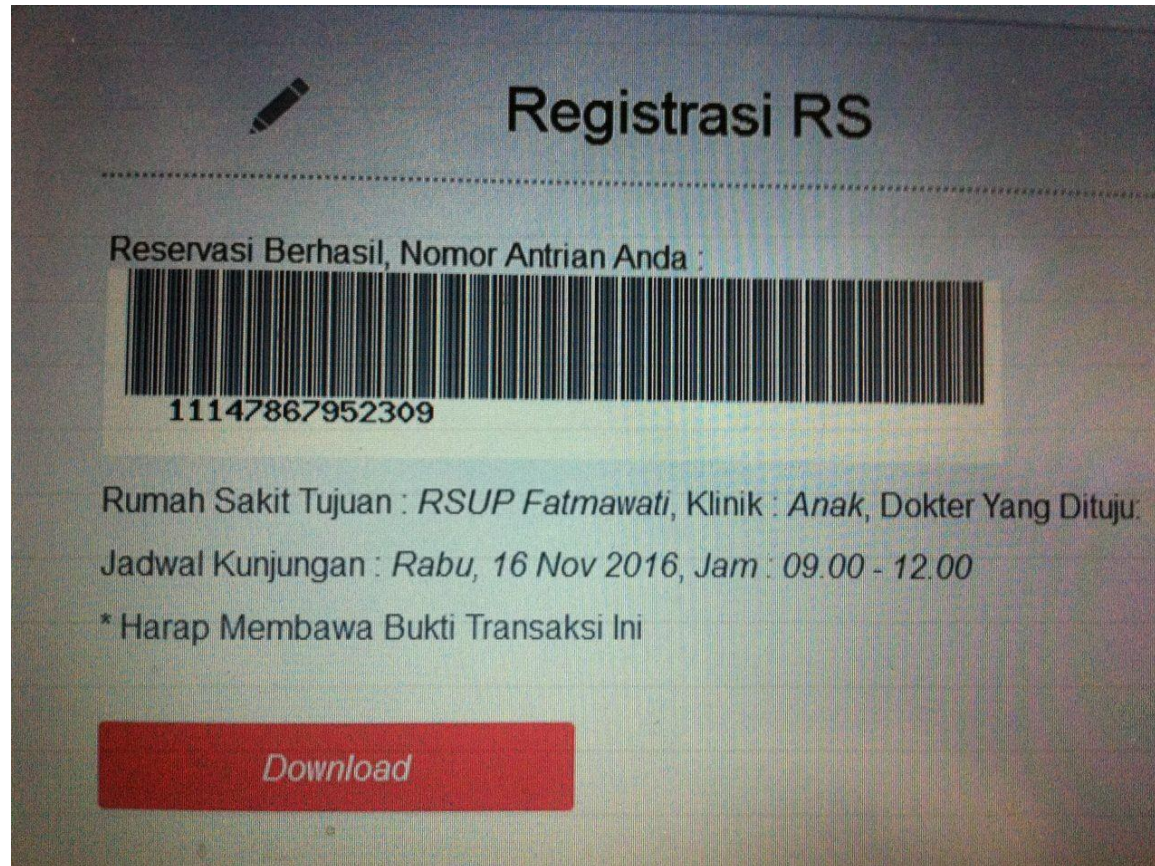 Registrasi RS
Reservasi Berhasil, Nomor Antrian Anda :
11147867952309
Rumah Sakit Tujuan : RSUP Fatmawati, Klinik : Anak, Dokter Yang Dituju:
Jadwal Kunjungan : Rabu, 16 Nov 2016, Jam : 09.00 - 12.00
* Harap Membawa Bukti Transaksi Ini
Download